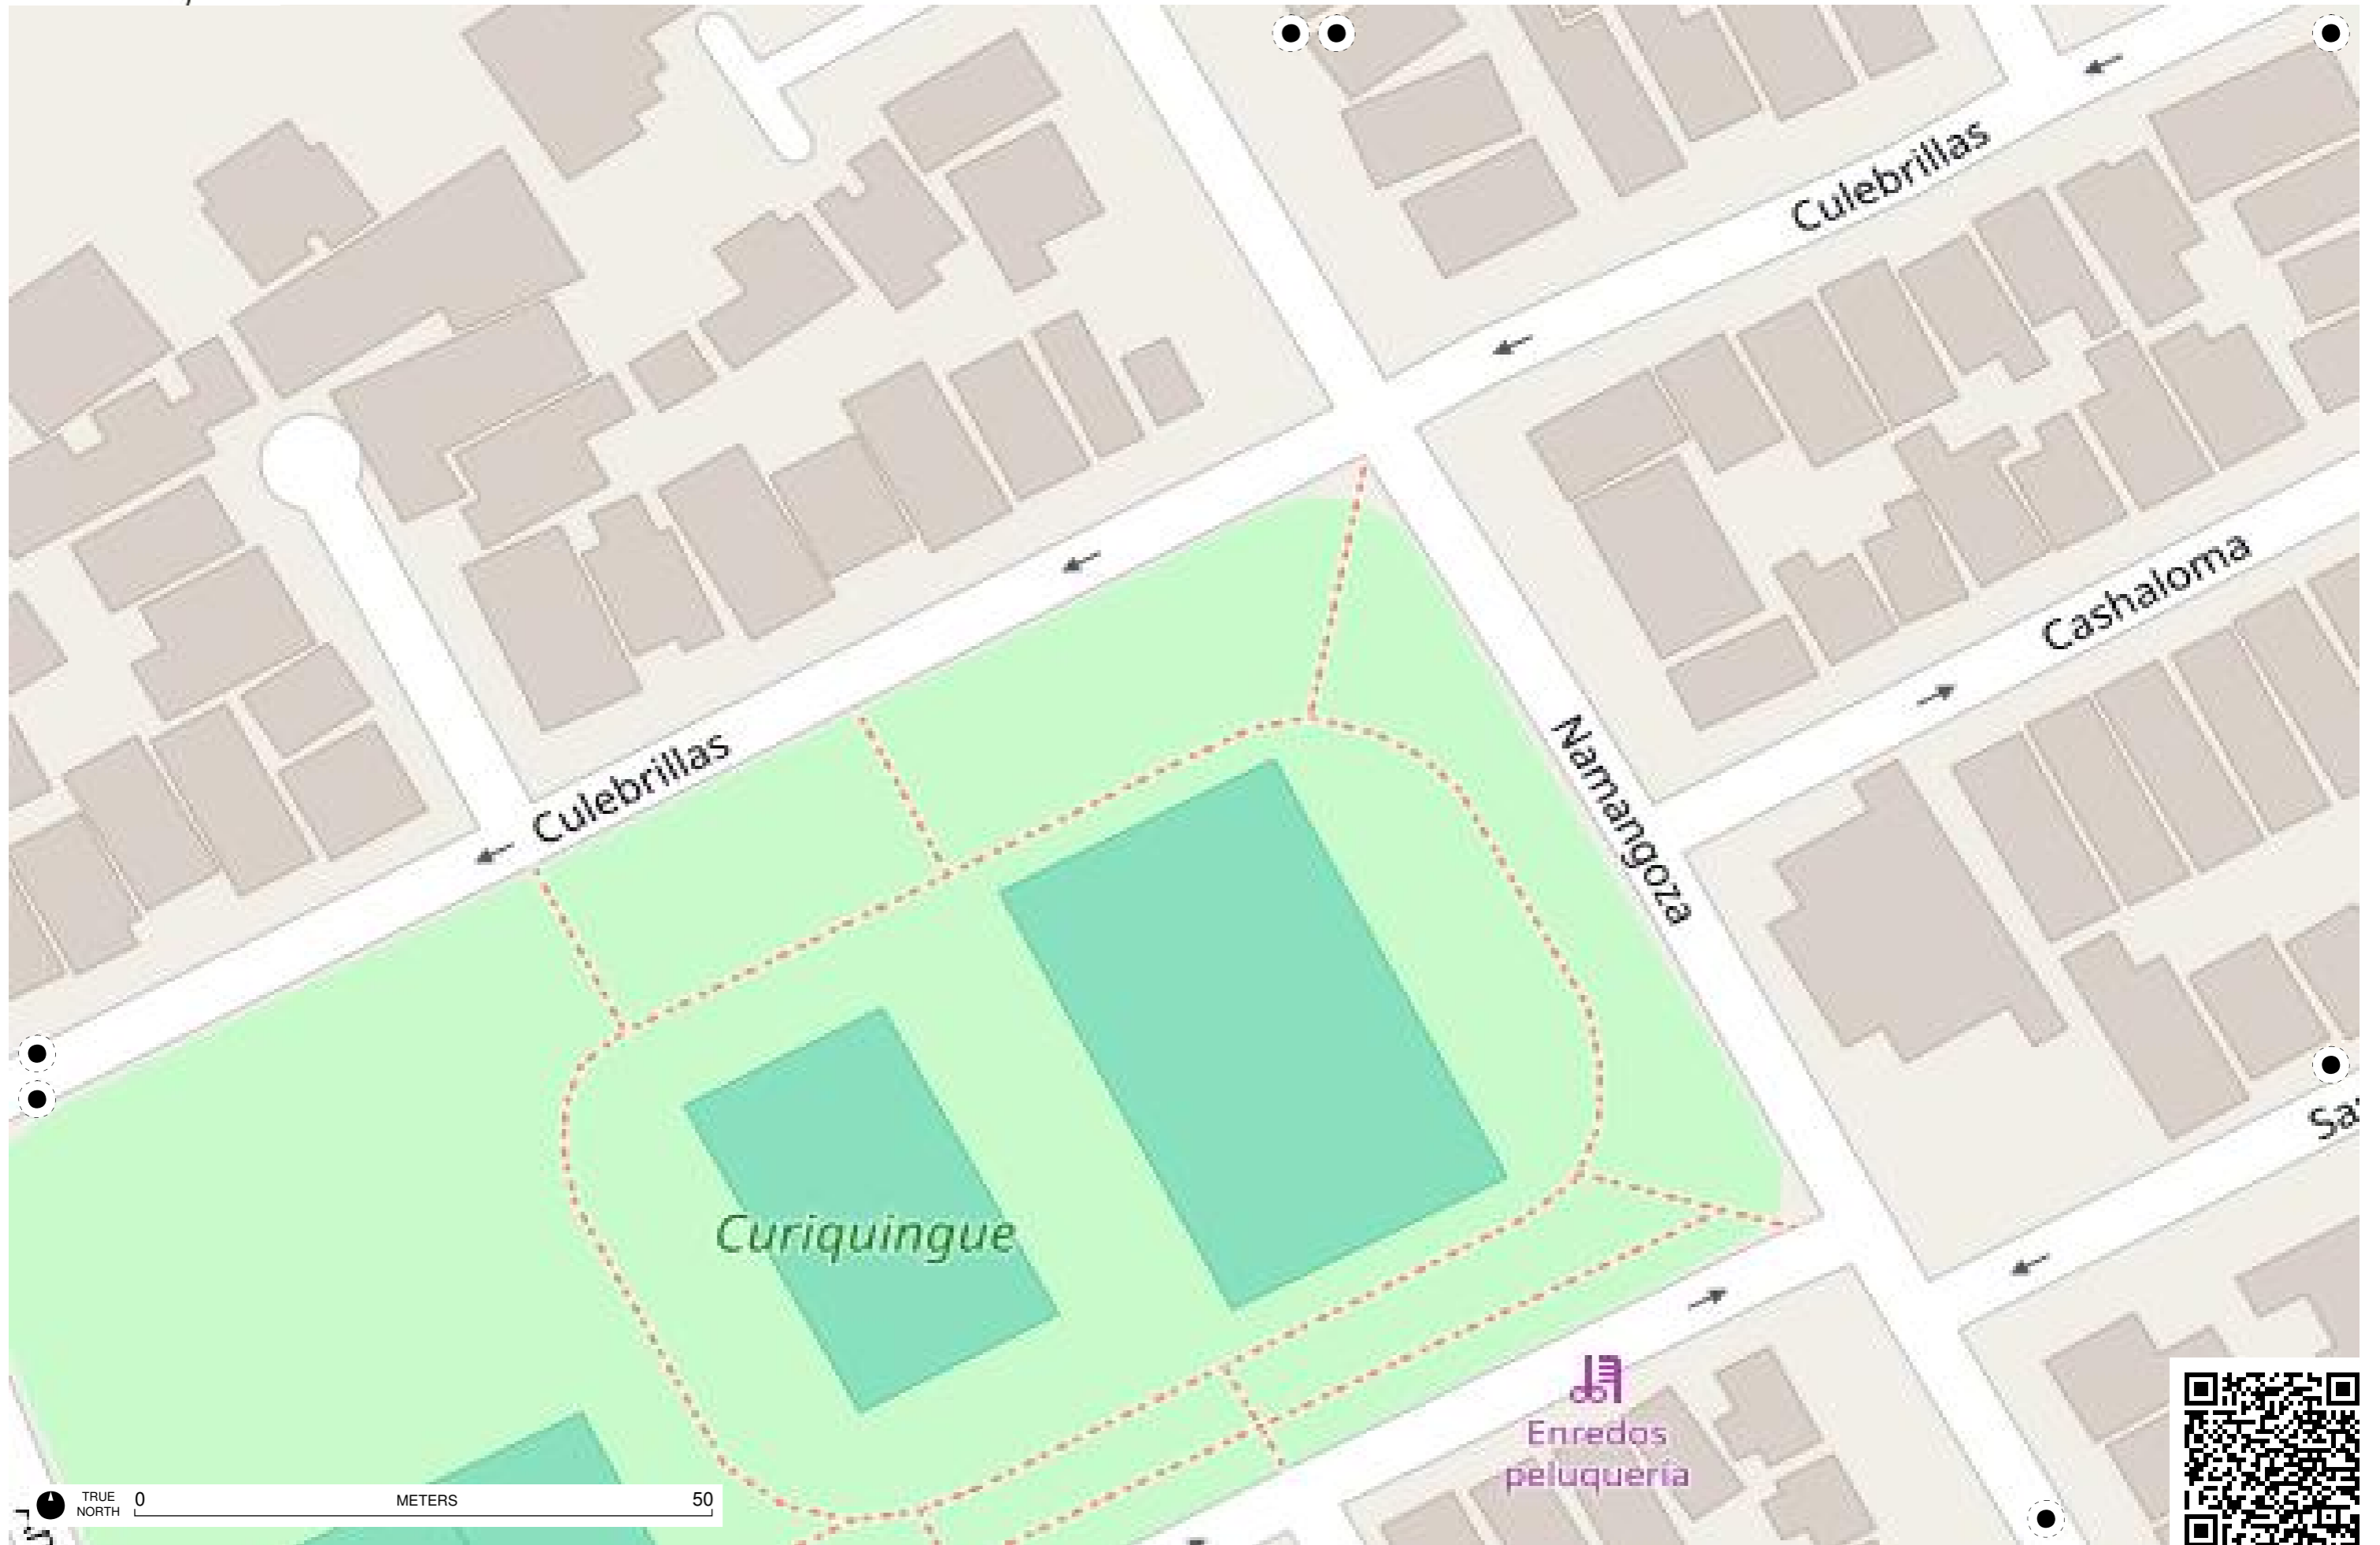 Culebrillas
Cashaloma
Culebrillas
Namangoza
Curiquingue
Enredos
peluquería
TRUE
NORTH
0
METERS
50